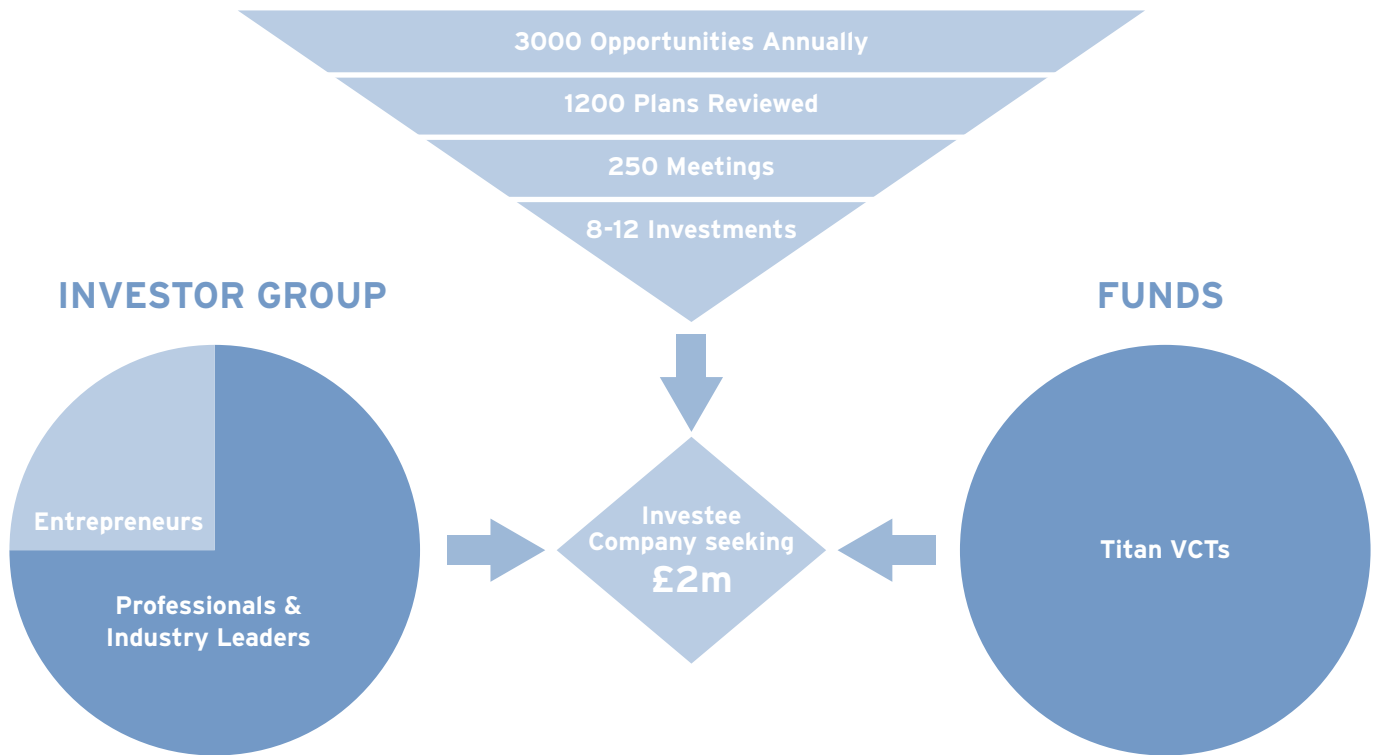 3000 Opportunities Annually
1200 Plans Reviewed
250 Meetings
8-12 Investments
INVESTOR GROUP
Entrepreneurs
Professionals &
Industry Leaders
Investee
Company seeking
£2m
FUNDS
Titan VCTs